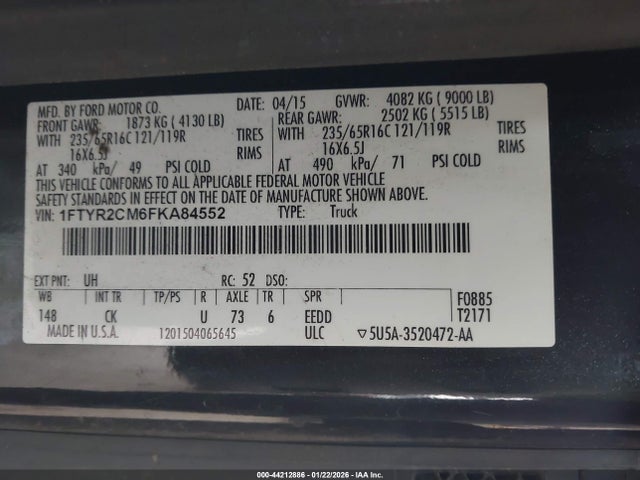 MFD. BY FORD MOTOR CO.
DATE: 04/15 GVWR: 4082 KG ( 9000 LB)
FRONT GAWR: 1873 KG ( 4130 LB)
REAR GAWR: 2502 KG ( 5515 LB)
WITH 235/65R16C 121/119R TIRES
WITH 235/65R16C 121/119R TIRES
16X6.5J RIMS
16X6.5J RIMS
AT 340 kPa/ 49 PSI COLD
AT 490 kPa/ 71 PSI COLD
THIS VEHICLE CONFORMS TO ALL APPLICABLE FEDERAL MOTOR VEHICLE
SAFETY STANDARDS IN EFFECT ON THE DATE OF MANUFACTURE SHOWN ABOVE.
VIN: 1FTYR2CM6FKA84552 TYPE: Truck
EXT PNT: UH RC: 52 DSO:
WB INT TR TP/PS R AXLE TR SPR F0885
148 CK U 73 6 EEDD T2171
MADE IN U.S.A. 1201504065645 ULC ▽5U5A-3520472-AA
000-44212886 - 01/22/2026 - IAA Inc.